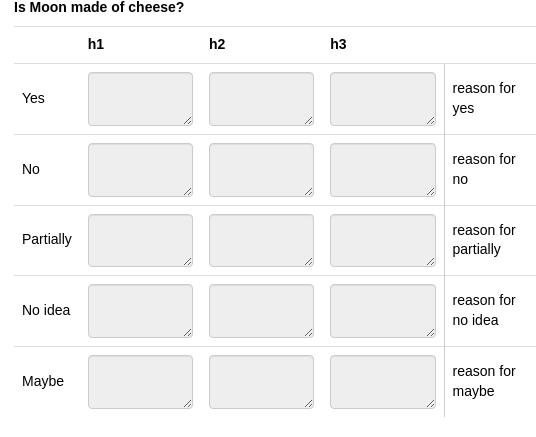 Is Moon made of cheese?
h1 h2 h3
Yes reason for
yes
No reason for
no
Partially reason for
partially
No idea reason for
no idea
Maybe reason for
maybe